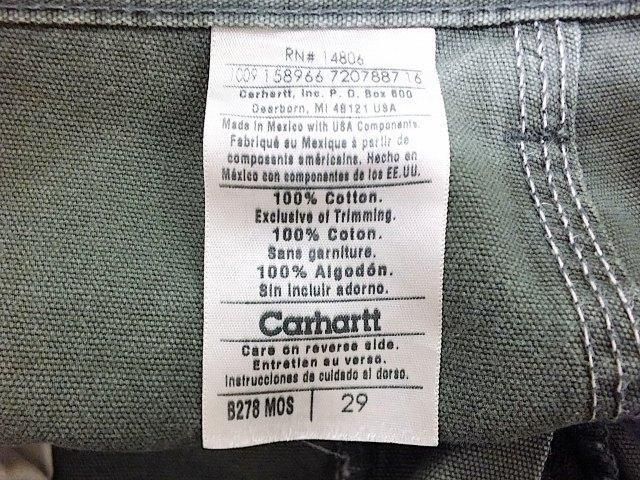 RN# 14806
1009 158966 7207887 16
Carhartt, Inc. P. O. Box 600
Dearborn, MI 48121 USA
Made in Mexico with USA Components.
Fabriqué au Mexique à partir de
composants américains. Hecho en
México con componentes de los EE.UU.
100% Cotton.
Exclusive of Trimming.
100% Coton.
Sans garniture.
100% Algodón.
Sin incluir adorno.
Carhartt
Care on reverse side.
Entretien au verso.
Instrucciones de cuidado al dorso.
B278 MOS | 29